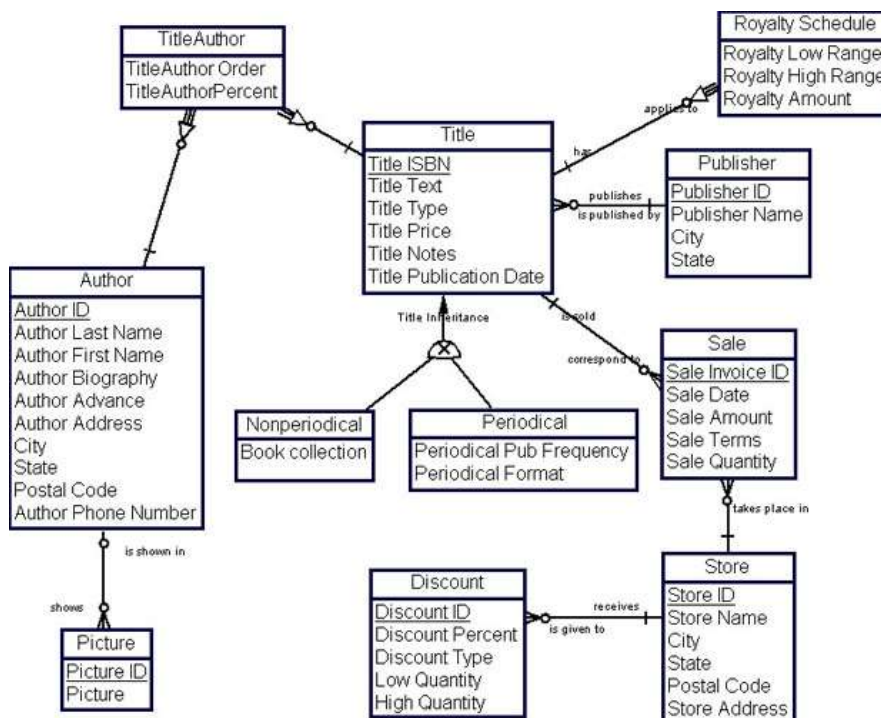 TitleAuthor
TitleAuthor Order
TitleAuthorPercent
Royalty Schedule
Royalty Low Range
Royalty High Range
Royalty Amount
applies to
has
Title
Title ISBN
Title Text
Title Type
Title Price
Title Notes
Title Publication Date
Publisher
Publisher ID
Publisher Name
City
State
publishes
is published by
Author
Author ID
Author Last Name
Author First Name
Author Biography
Author Advance
Author Address
City
State
Postal Code
Author Phone Number
Title Inheritance
is sold
correspond to
Nonperiodical
Book collection
Periodical
Periodical Pub Frequency
Periodical Format
Sale
Sale Invoice ID
Sale Date
Sale Amount
Sale Terms
Sale Quantity
takes place in
is shown in
shows
Picture
Picture ID
Picture
Discount
Discount ID
Discount Percent
Discount Type
Low Quantity
High Quantity
receives
is given to
Store
Store ID
Store Name
City
State
Postal Code
Store Address